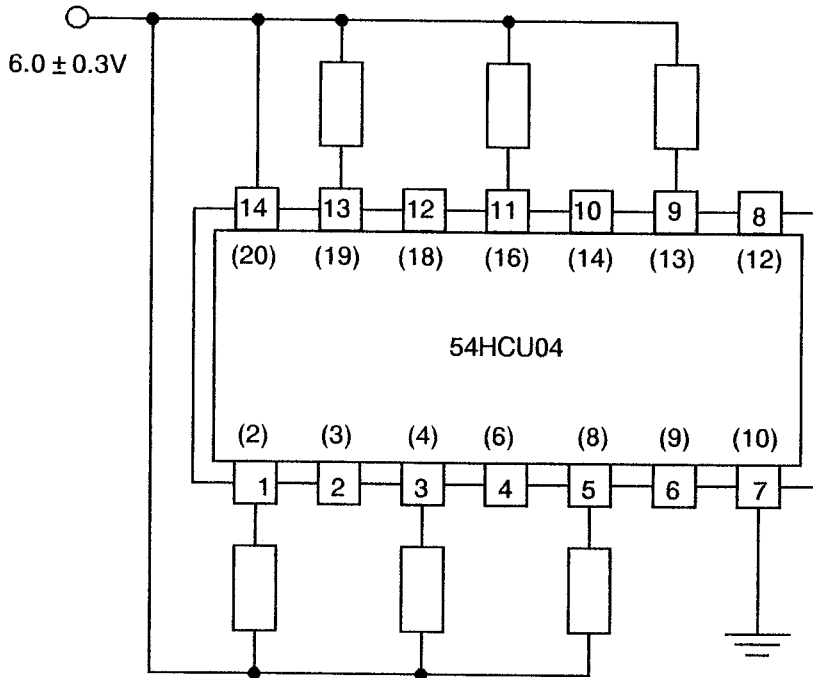 6.0 ± 0.3V
14 13 12 11 10 9 8
(20) (19) (18) (16) (14) (13) (12)
54HCU04
(2) (3) (4) (6) (8) (9) (10)
1 2 3 4 5 6 7